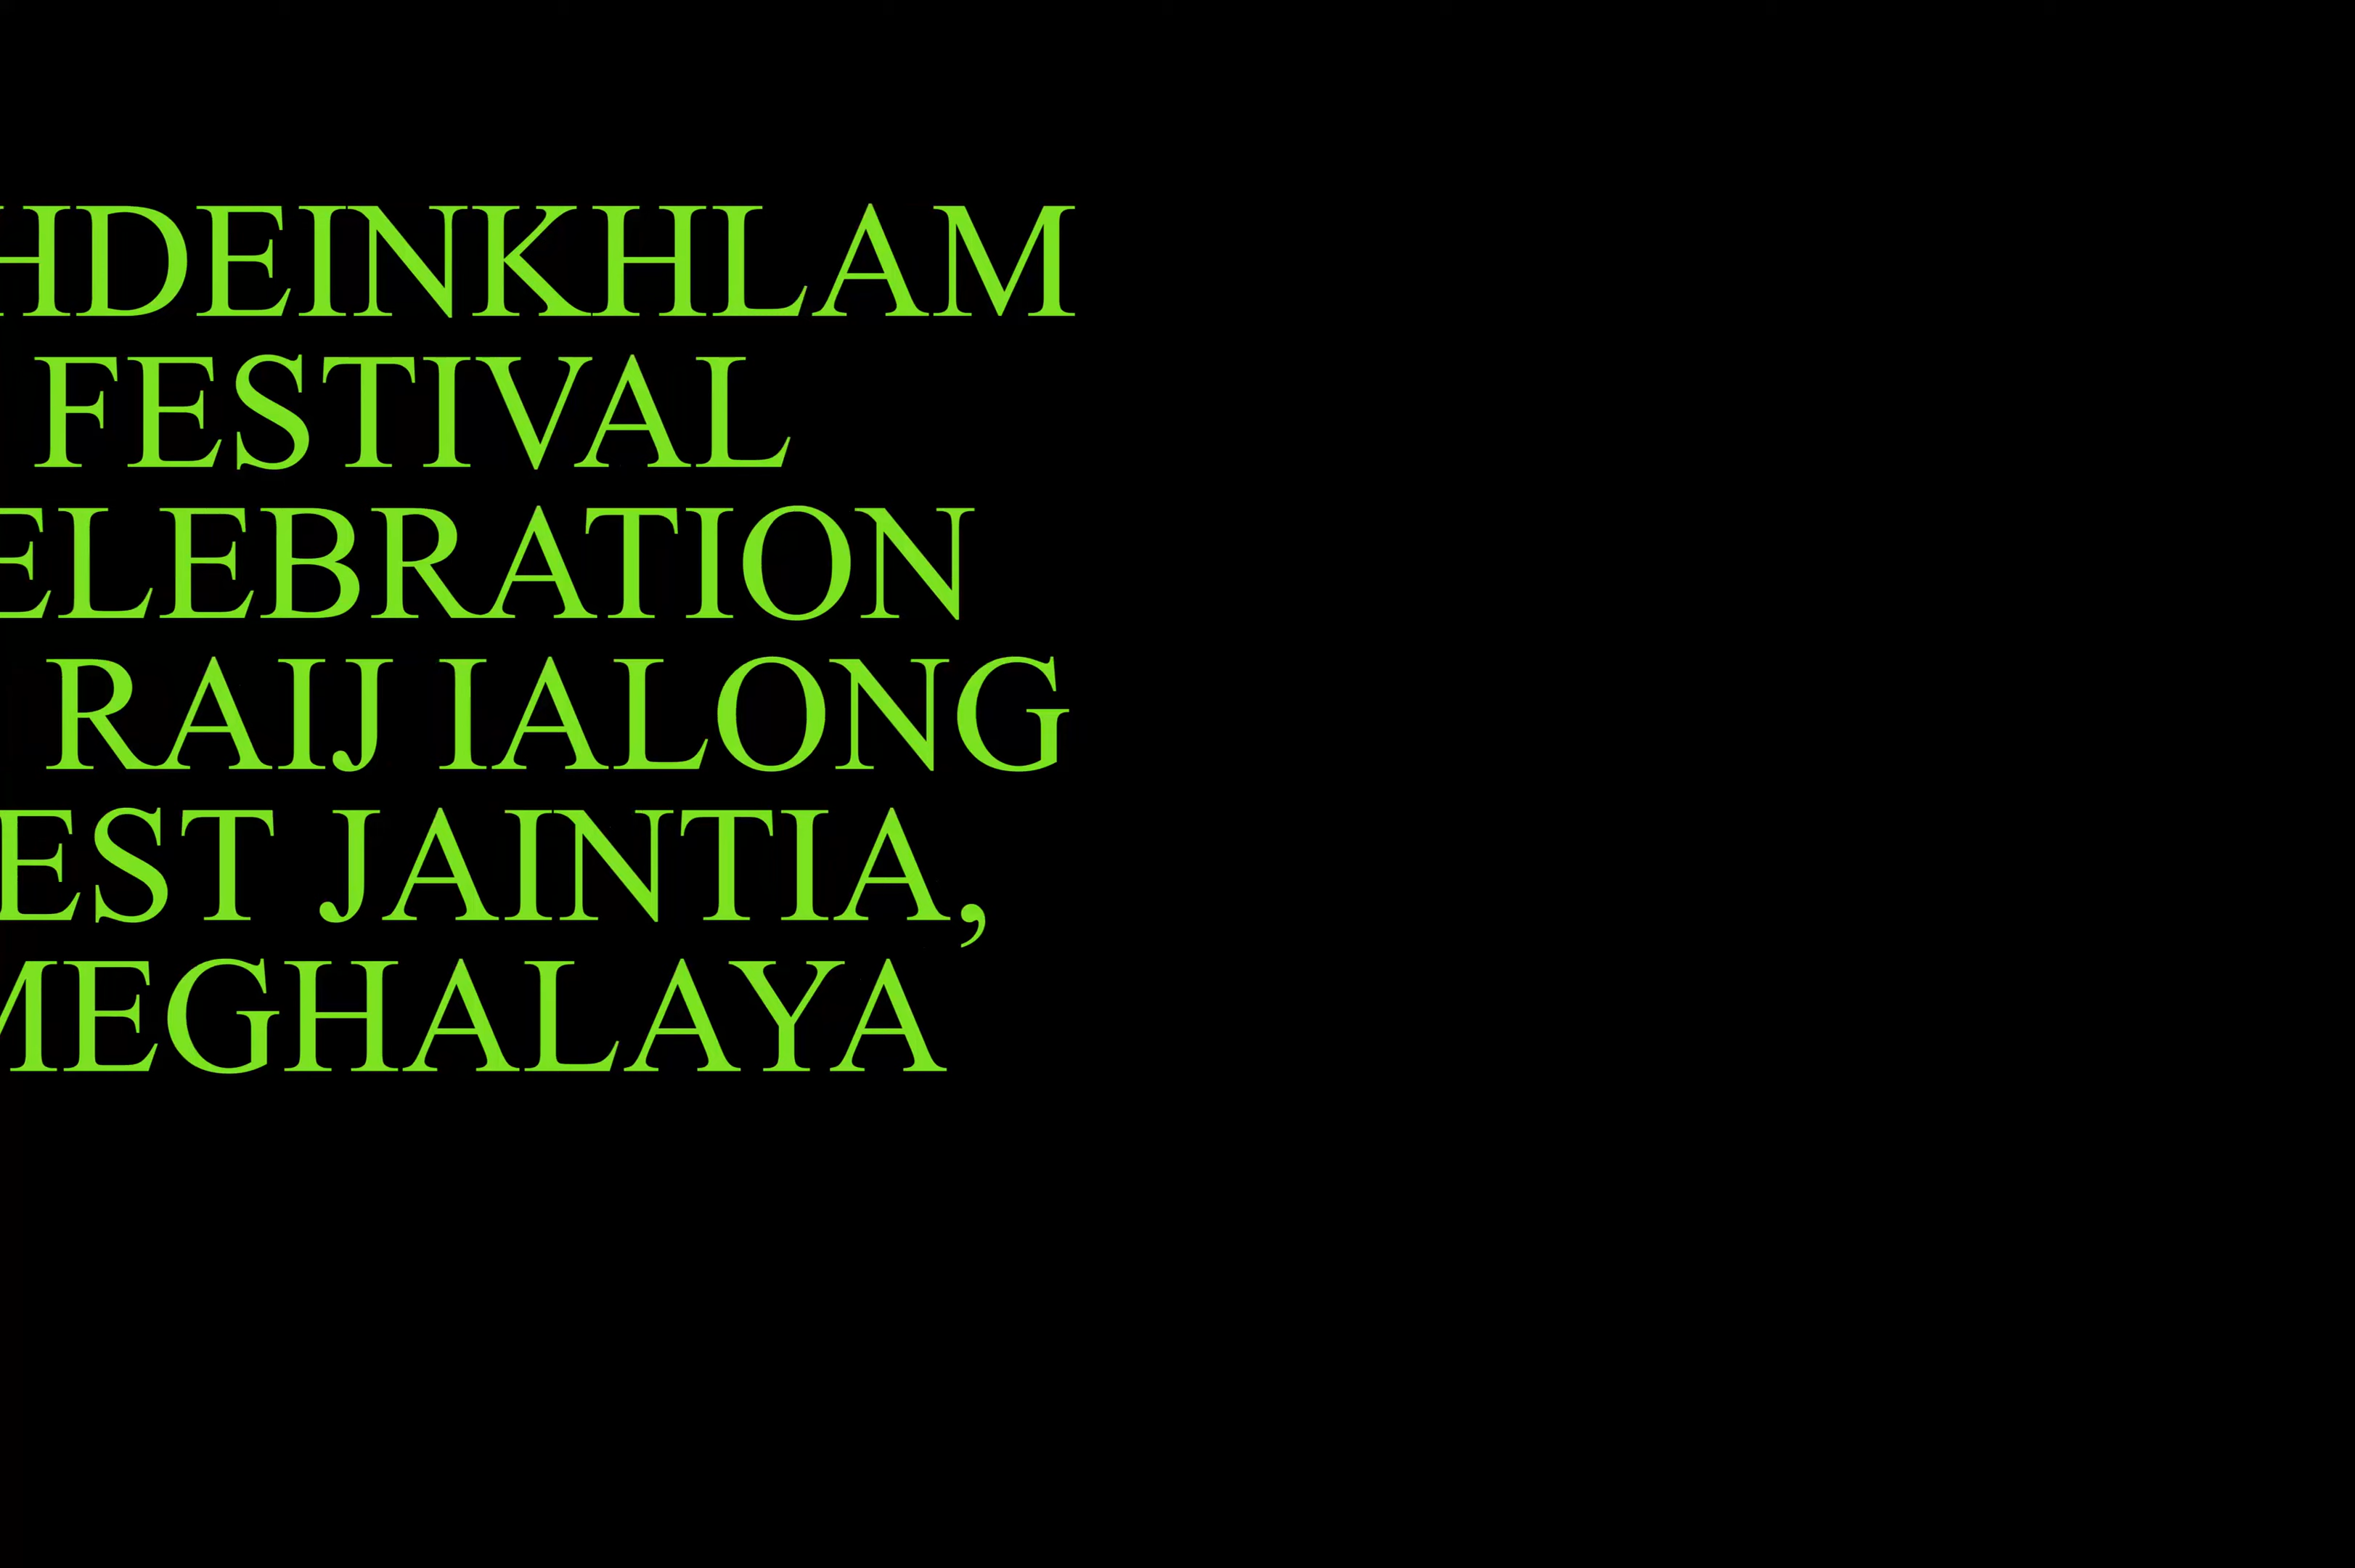 HDEINKHLAM
FESTIVAL
ELEBRATION
RAIJ IALONG
EST JAINTIA,
MEGHALAYA